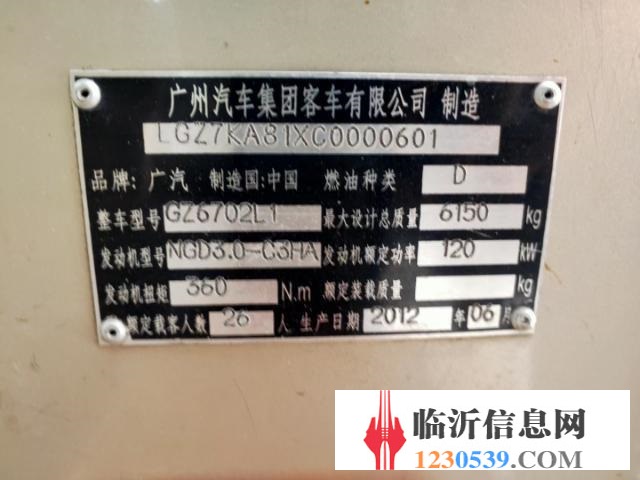 广州汽车集团客车有限公司 制造
LGZ7KA81XC0000601
品牌: 广汽 制造国:中国 燃油种类 D
整车型号 GZ6702L1 最大设计总质量 6150 kg
发动机型号 NGD3.0-C3HA 发动机额定功率 120 kW
发动机扭矩 360 N.m 额定装载质量 kg
额定载客人数 26 人 生产日期 2012 年 06 月
临沂信息网
1230539.COM